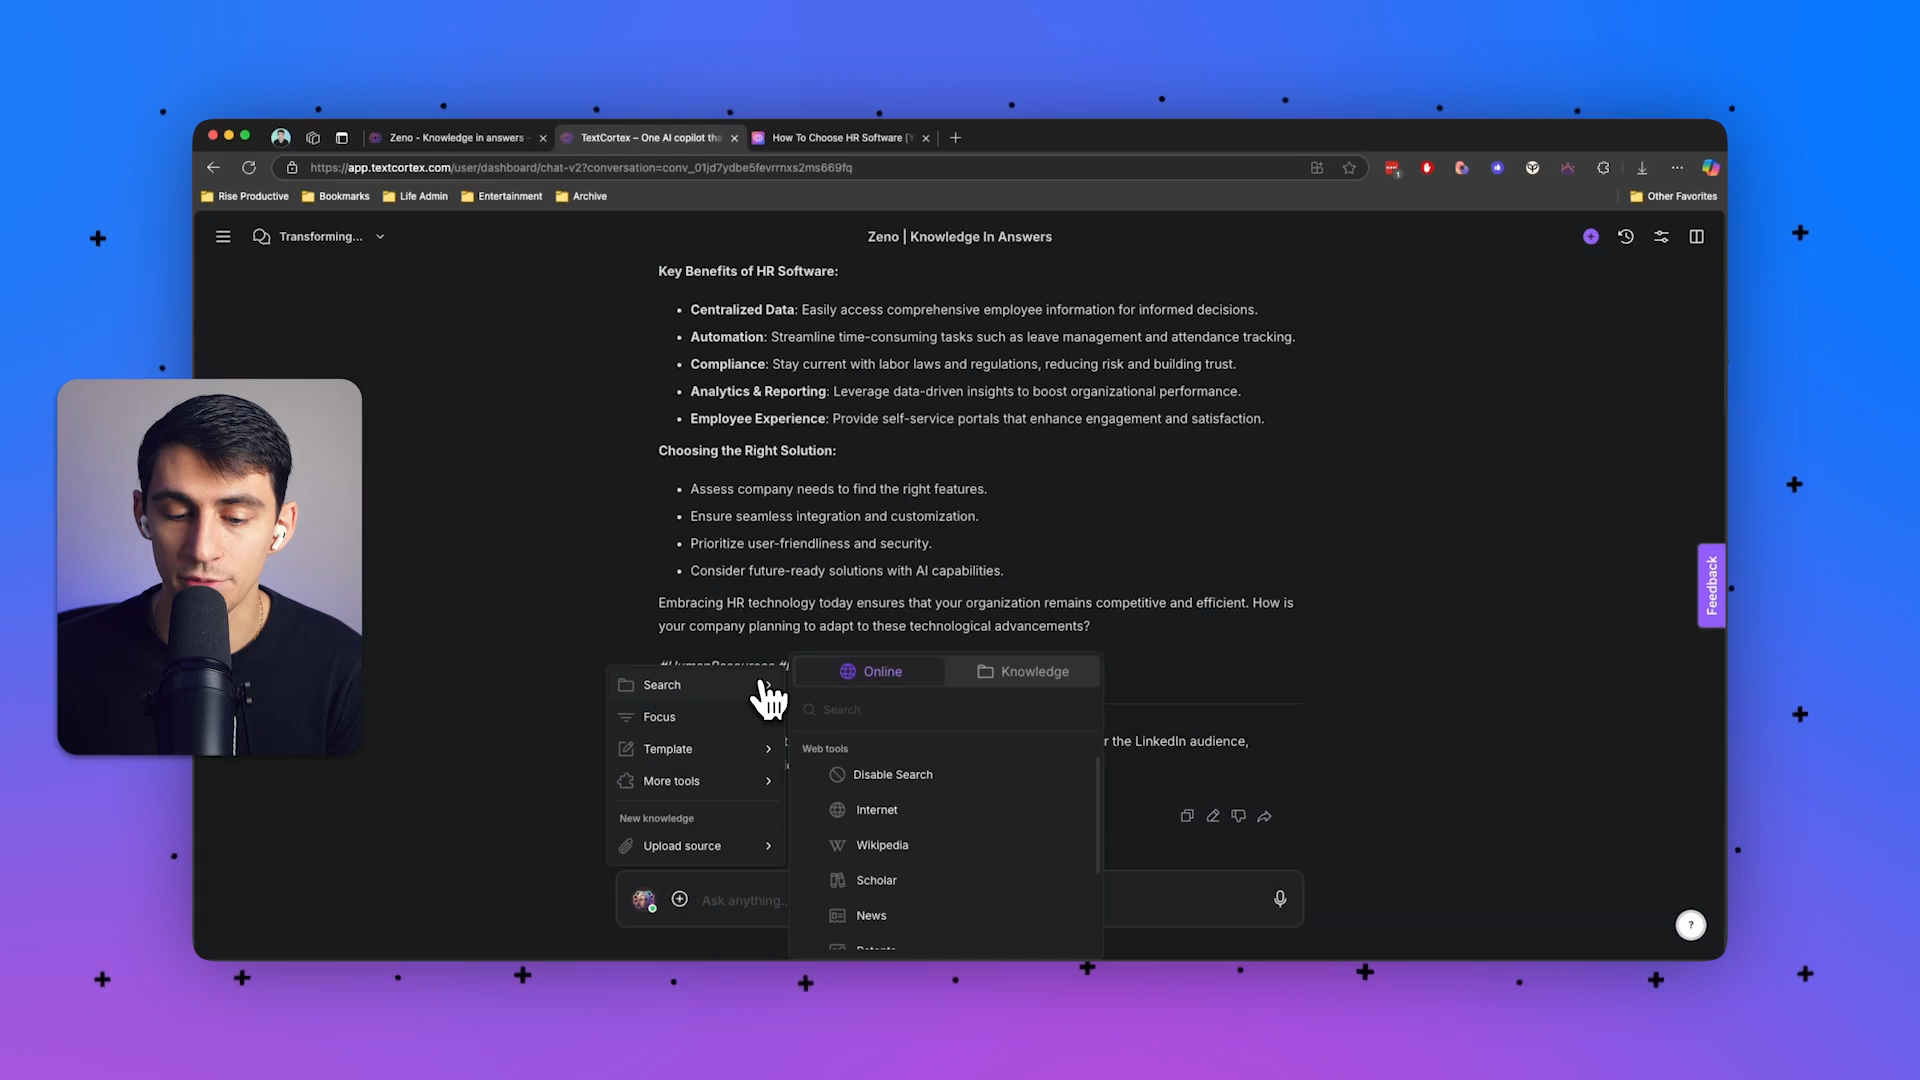 Zeno - Knowledge in answers
TextCortex – One AI copilot tha
How To Choose HR Software [Y
https://app.textcortex.com/user/dashboard/chat-v2?conversation=conv_01jd7ydbe5fevrrnxs2ms669fq
Rise Productive
Bookmarks
Life Admin
Entertainment
Archive
Other Favorites
Transforming...
Zeno | Knowledge In Answers
Key Benefits of HR Software:
• Centralized Data: Easily access comprehensive employee information for informed decisions.
• Automation: Streamline time-consuming tasks such as leave management and attendance tracking.
• Compliance: Stay current with labor laws and regulations, reducing risk and building trust.
• Analytics & Reporting: Leverage data-driven insights to boost organizational performance.
• Employee Experience: Provide self-service portals that enhance engagement and satisfaction.
Choosing the Right Solution:
• Assess company needs to find the right features.
• Ensure seamless integration and customization.
• Prioritize user-friendliness and security.
• Consider future-ready solutions with AI capabilities.
Embracing HR technology today ensures that your organization remains competitive and efficient. How is
your company planning to adapt to these technological advancements?
Feedback
Search
Focus
Template
More tools
New knowledge
Upload source
Online
Knowledge
Search
Web tools
Disable Search
Internet
Wikipedia
Scholar
News
r the LinkedIn audience,
Ask anything..
?